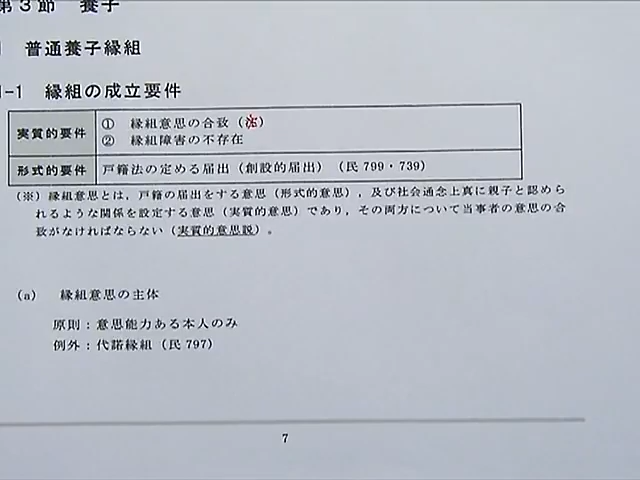 第3節 養子
普通養子縁組
-1 縁組の成立要件
実質的要件 ① 縁組意思の合致（※）
② 縁組障害の不存在
形式的要件 戸籍法の定める届出（創設的届出）（民799・739）
（※）縁組意思とは，戸籍の届出をする意思（形式的意思），及び社会通念上真に親子と認めら
れるような関係を設定する意思（実質的意思）であり，その両方について当事者の意思の合
致がなければならない（実質的意思説）。
(a) 縁組意思の主体
原則：意思能力ある本人のみ
例外：代諾縁組（民797）
7